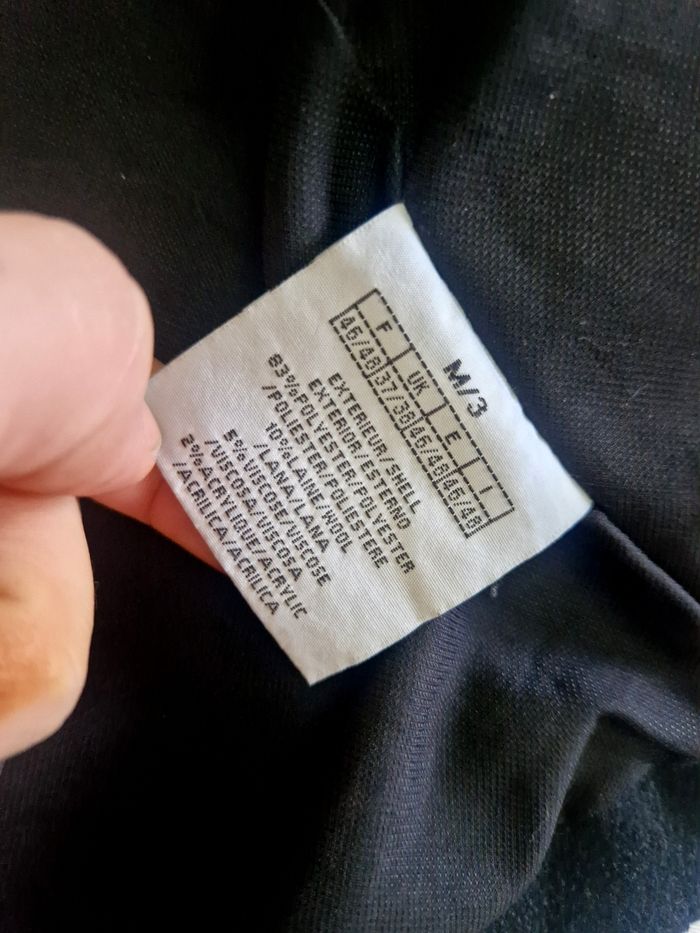 M/3
F UK E I
46/48 37/38 46/48 46/48
EXTERIEUR/SHELL
EXTERIOR/ESTERNO
83%POLYESTER/POLYESTER
/POLIESTER/POLIESTERE
10%LAINE/WOOL
/LANA/LANA
5%VISCOSE/VISCOSE
/VISCOSA/VISCOSA
2%ACRYLIQUE/ACRYLIC
/ACRILICA/ACRILICA